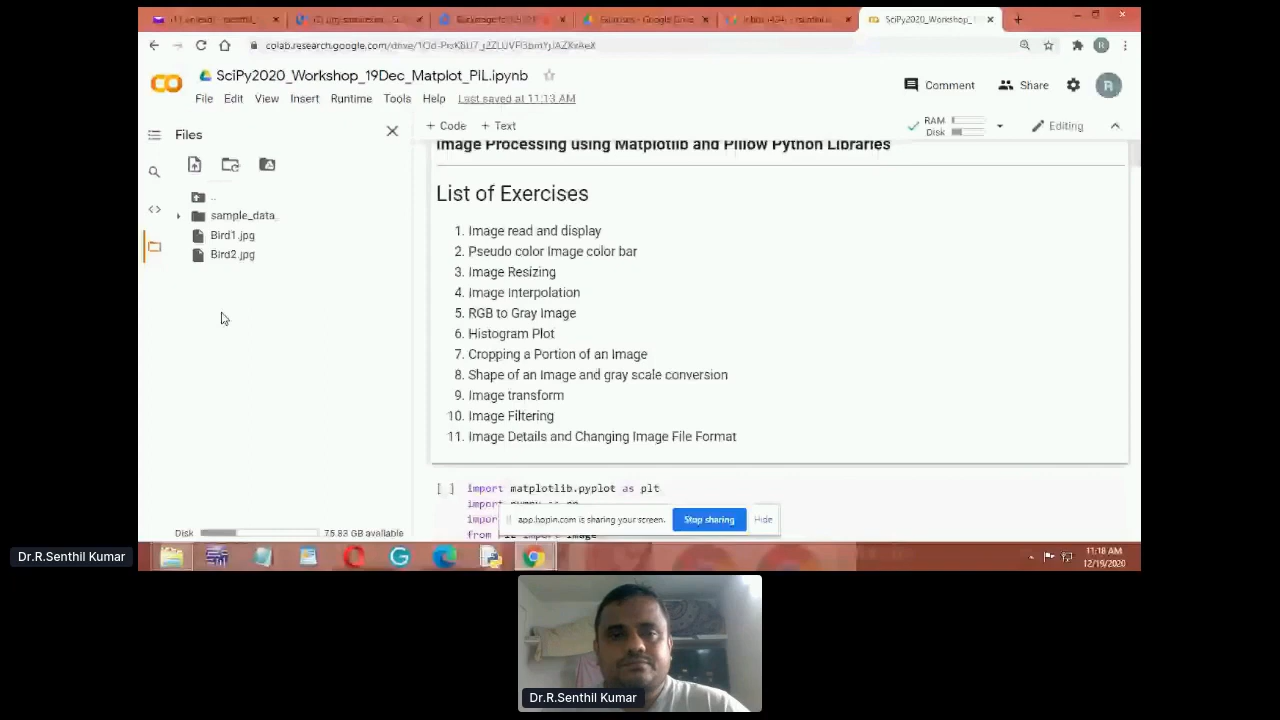 SciPy2020_Workshop_
colab.research.google.com/drive/
SciPy2020_Workshop_19Dec_Matplot_PIL.ipynb
Comment
Share
R
File Edit View Insert Runtime Tools Help Last saved at 11:13 AM
Files
+ Code + Text
RAM
Disk
Editing
..
sample_data
Bird1.jpg
Bird2.jpg
Disk
75.83 GB available
Image Processing using Matplotlib and Pillow Python Libraries
List of Exercises
1. Image read and display
2. Pseudo color Image color bar
3. Image Resizing
4. Image Interpolation
5. RGB to Gray Image
6. Histogram Plot
7. Cropping a Portion of an Image
8. Shape of an Image and gray scale conversion
9. Image transform
10. Image Filtering
11. Image Details and Changing Image File Format
[ ] import matplotlib.pyplot as plt
app.hopin.com is sharing your screen.
Stop sharing
Hide
11:18 AM
12/19/2020
Dr.R.Senthil Kumar
Dr.R.Senthil Kumar